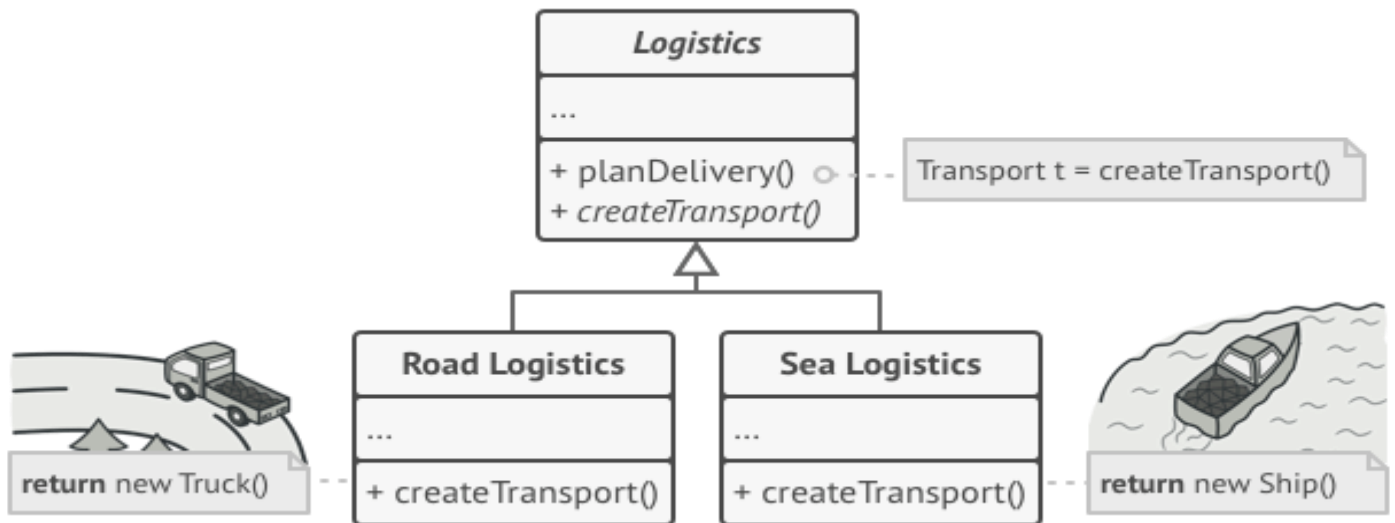 Logistics
...
+ planDelivery()
+ createTransport()
Transport t = createTransport()
Road Logistics
...
+ createTransport()
Sea Logistics
...
+ createTransport()
return new Truck()
return new Ship()